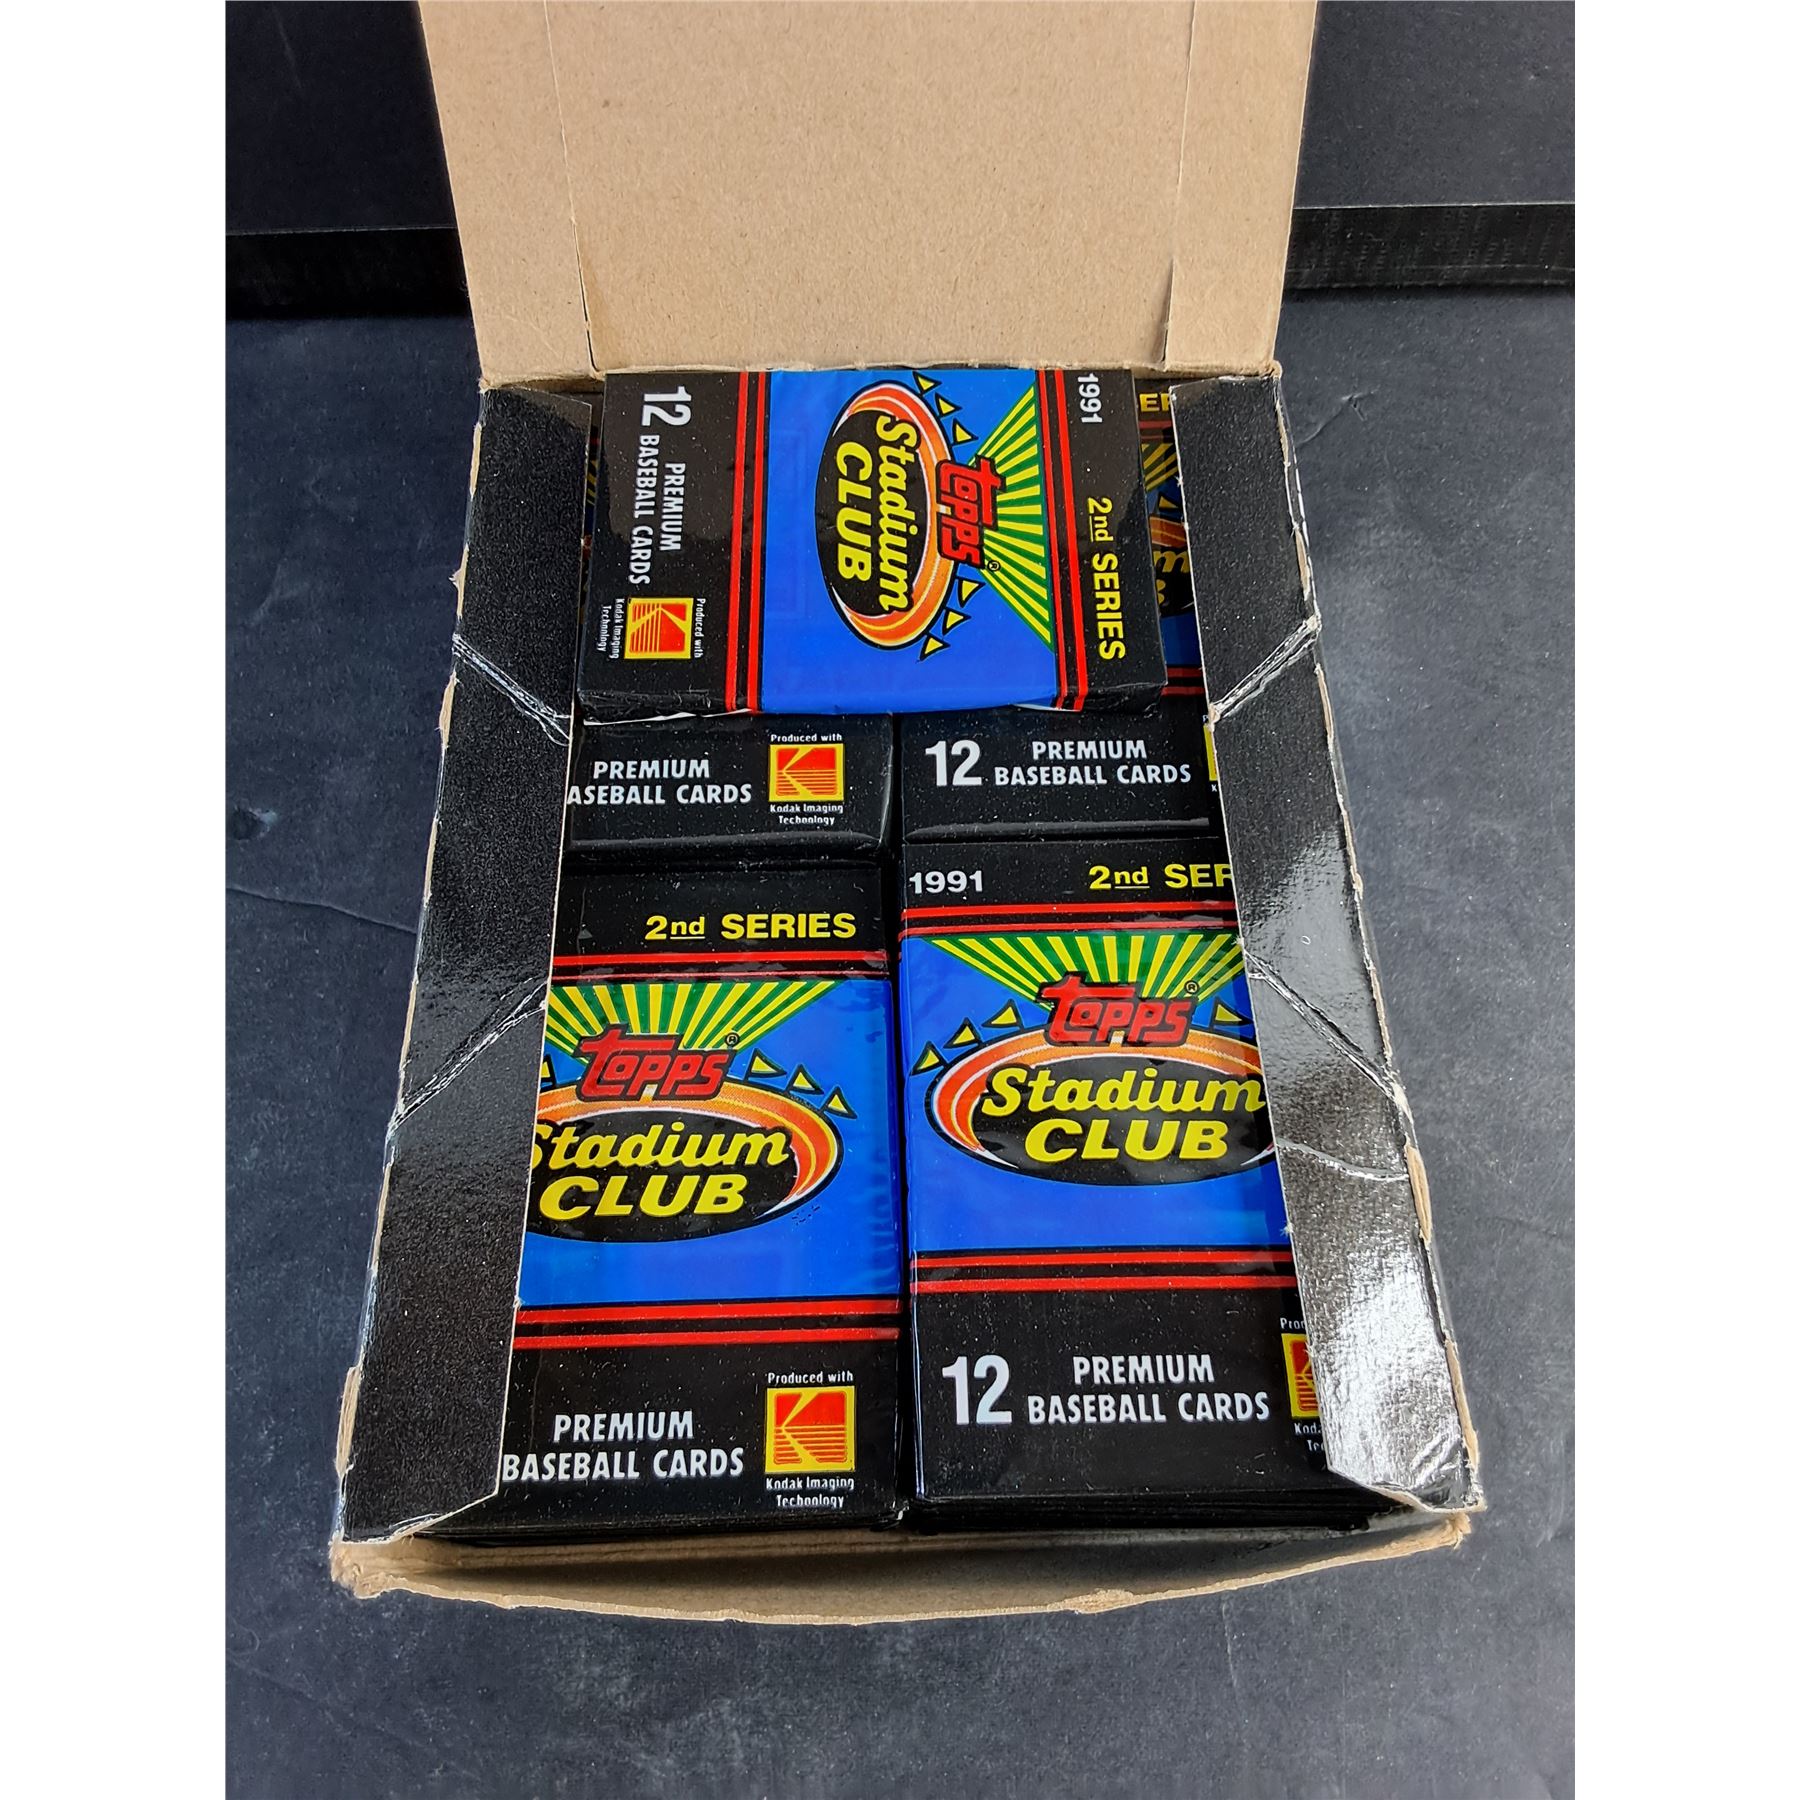 1991
2nd SERIES
TOPPS®
Stadium
CLUB
12 PREMIUM
BASEBALL CARDS
Produced with
Kodak Imaging
Technology
PREMIUM
ASEBALL CARDS
Produced with
Kodak Imaging
Technology
12 PREMIUM
BASEBALL CARDS
2nd SERIES
TOPPS®
Stadium
CLUB
PREMIUM
BASEBALL CARDS
Produced with
Kodak Imaging
Technology
1991 2nd SER
TOPPS®
Stadium
CLUB
12 PREMIUM
BASEBALL CARDS